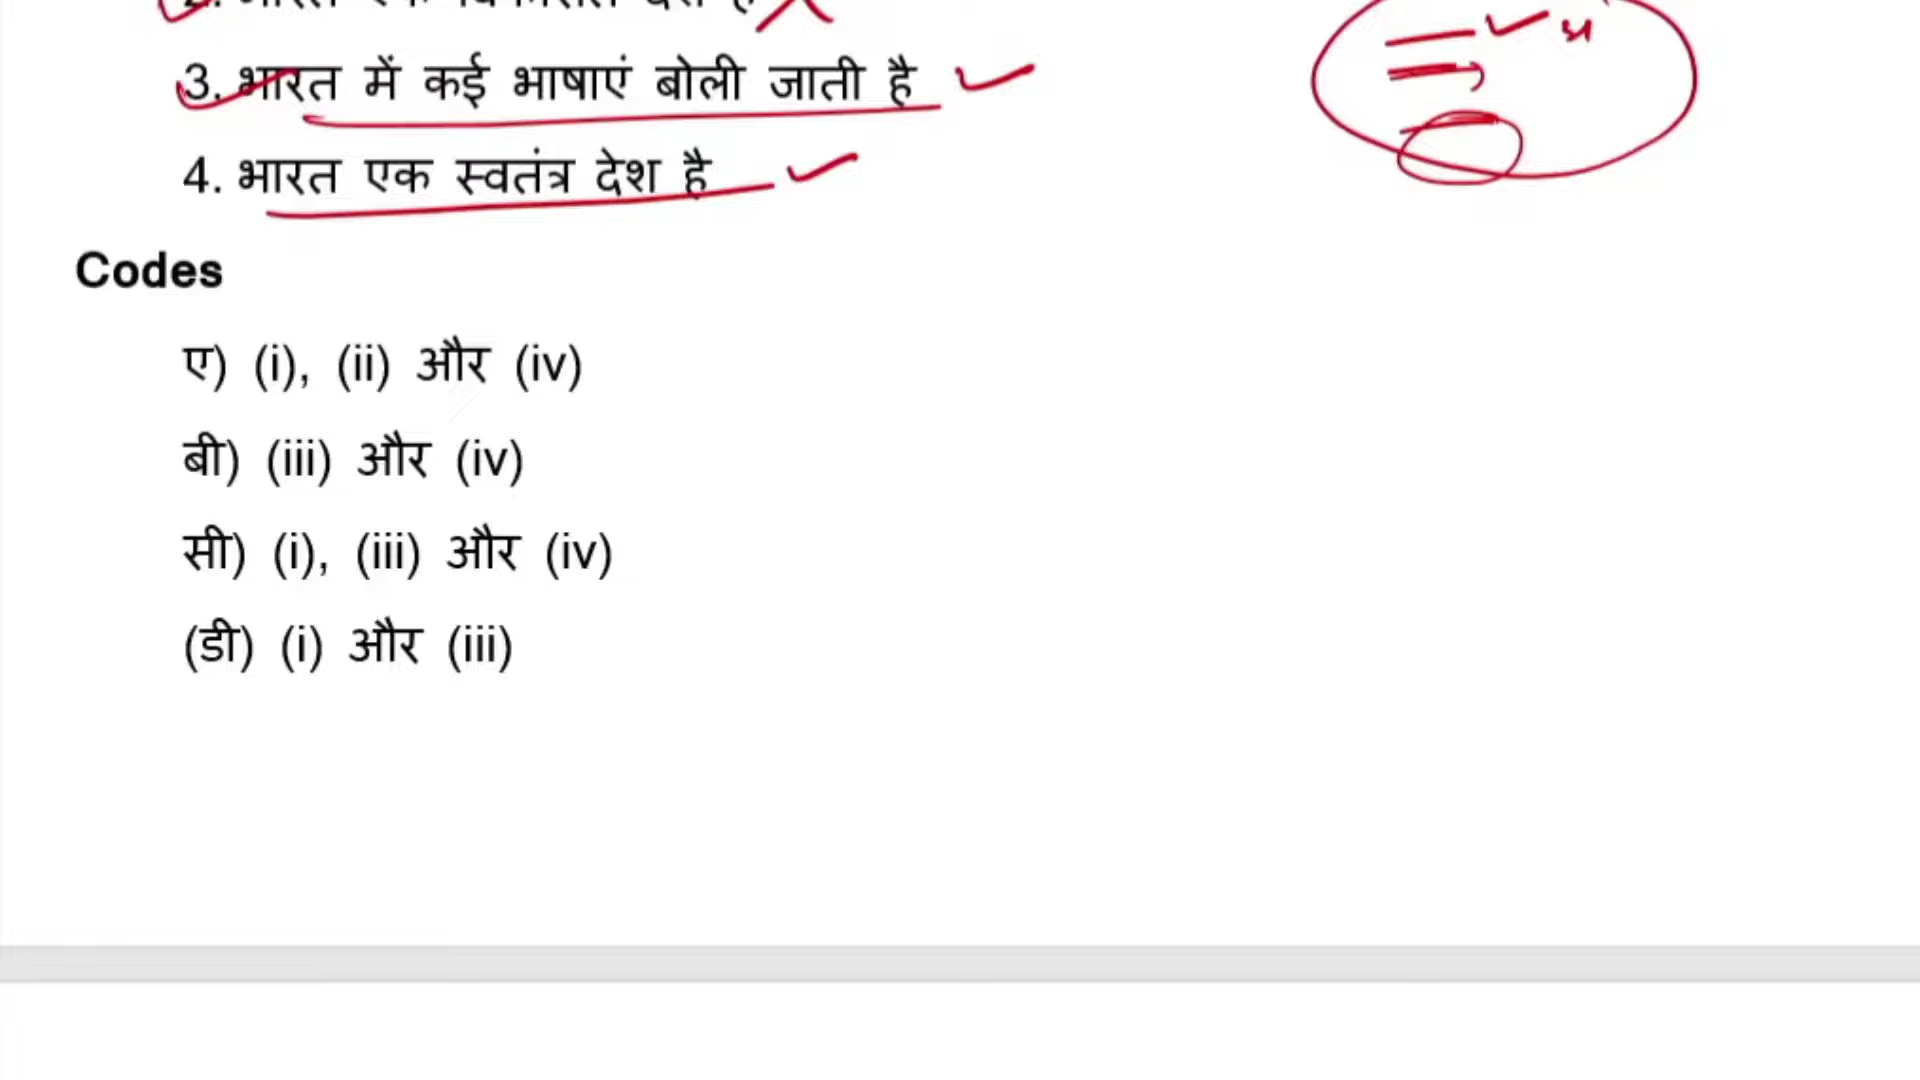 3. भारत में कई भाषाएं बोली जाती है
4. भारत एक स्वतंत्र देश है
Codes
ए) (i), (ii) और (iv)
बी) (iii) और (iv)
सी) (i), (iii) और (iv)
(डी) (i) और (iii)